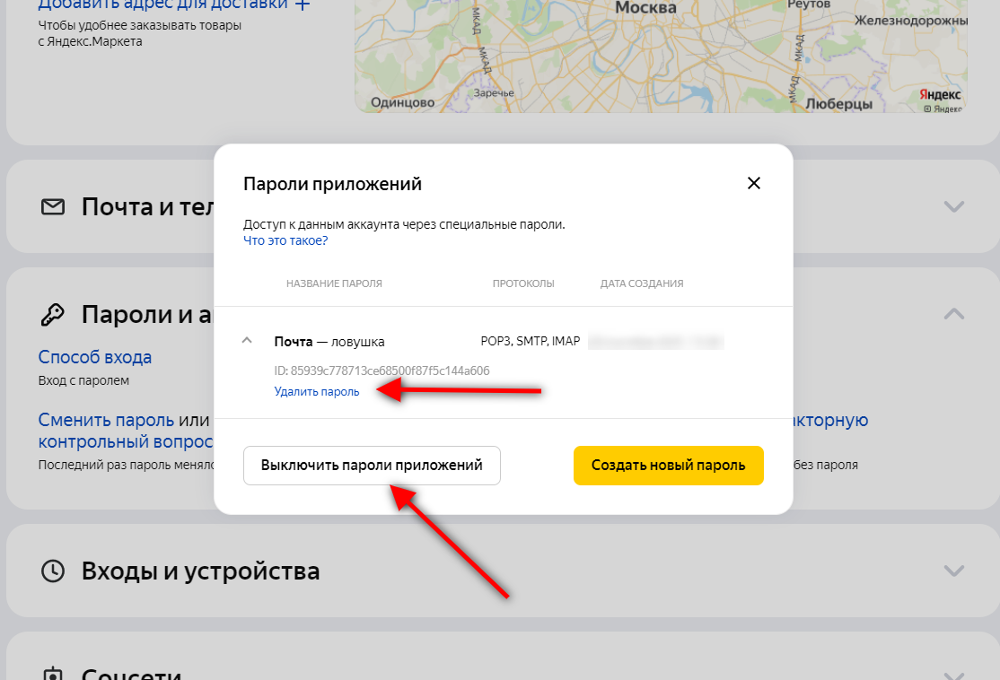 Добавить адрес для доставки +
Чтобы удобнее заказывать товары
с Яндекс.Маркета
Москва
Реутов
Железнодорожны
МКАД
МКАД
МКАД
МКАД
Заречье
Одинцово
Люберцы
Яндекс
Яндекс
Почта и тел
Пароли приложений
Доступ к данным аккаунта через специальные пароли.
Что это такое?
НАЗВАНИЕ ПАРОЛЯ ПРОТОКОЛЫ ДАТА СОЗДАНИЯ
Почта — ловушка POP3, SMTP, IMAP
ID: 85939c778713ce68500f87f5c144a606
Удалить пароль
Выключить пароли приложений Создать новый пароль
Пароли и а
Способ входа
Вход с паролем
Сменить пароль или
контрольный вопрос
Последний раз пароль менялс
акторную
без пароля
Входы и устройства
Соцсети